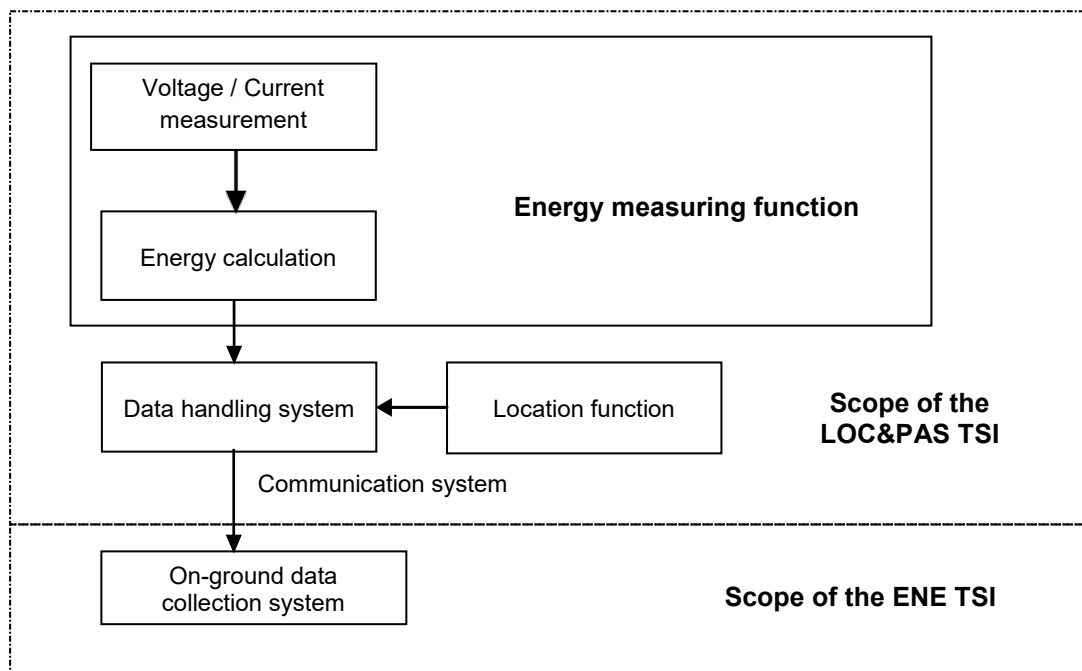 Voltage / Current
measurement
Energy measuring function
Energy calculation
Data handling system
Location function
Scope of the
LOC&PAS TSI
Communication system
On-ground data
collection system
Scope of the ENE TSI